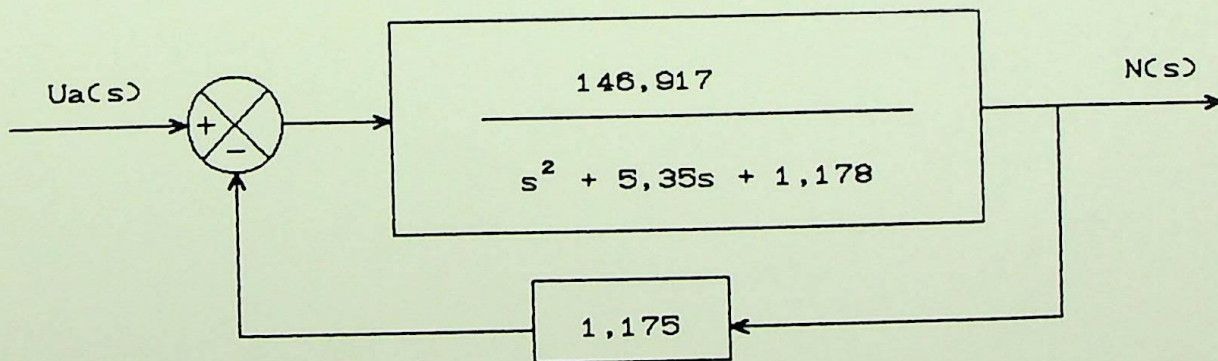 Ua(s)
+
−
146,917
s² + 5,35s + 1,178
N(s)
1,175